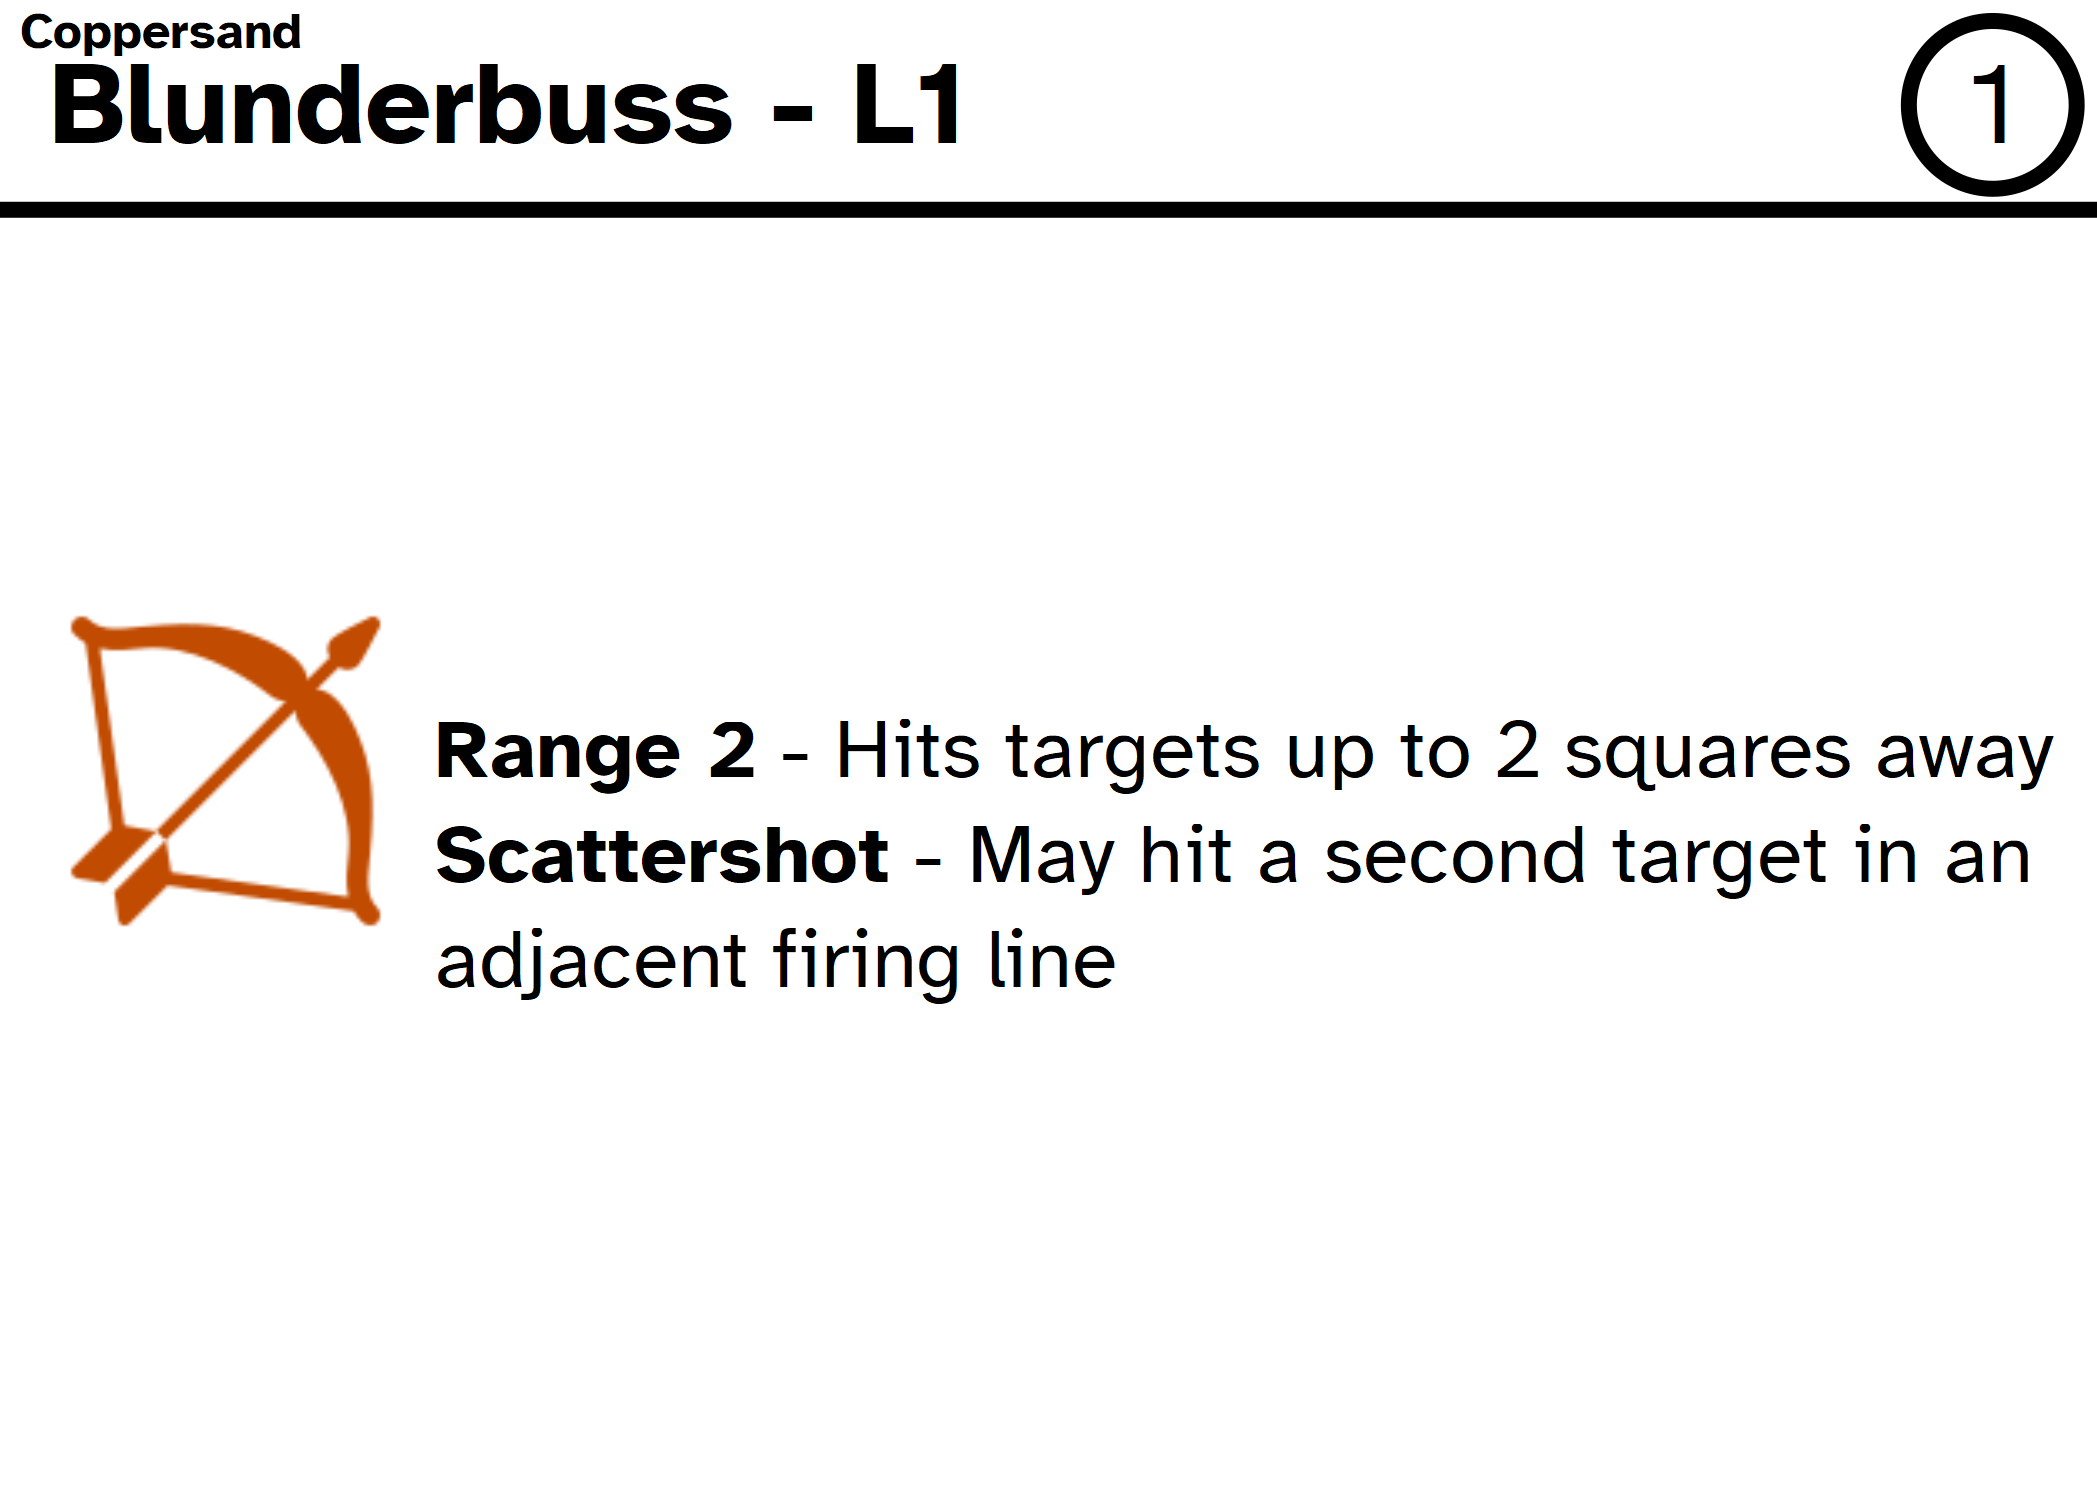 Coppersand
Blunderbuss - L1
1
Range 2 - Hits targets up to 2 squares away
Scattershot - May hit a second target in an
adjacent firing line